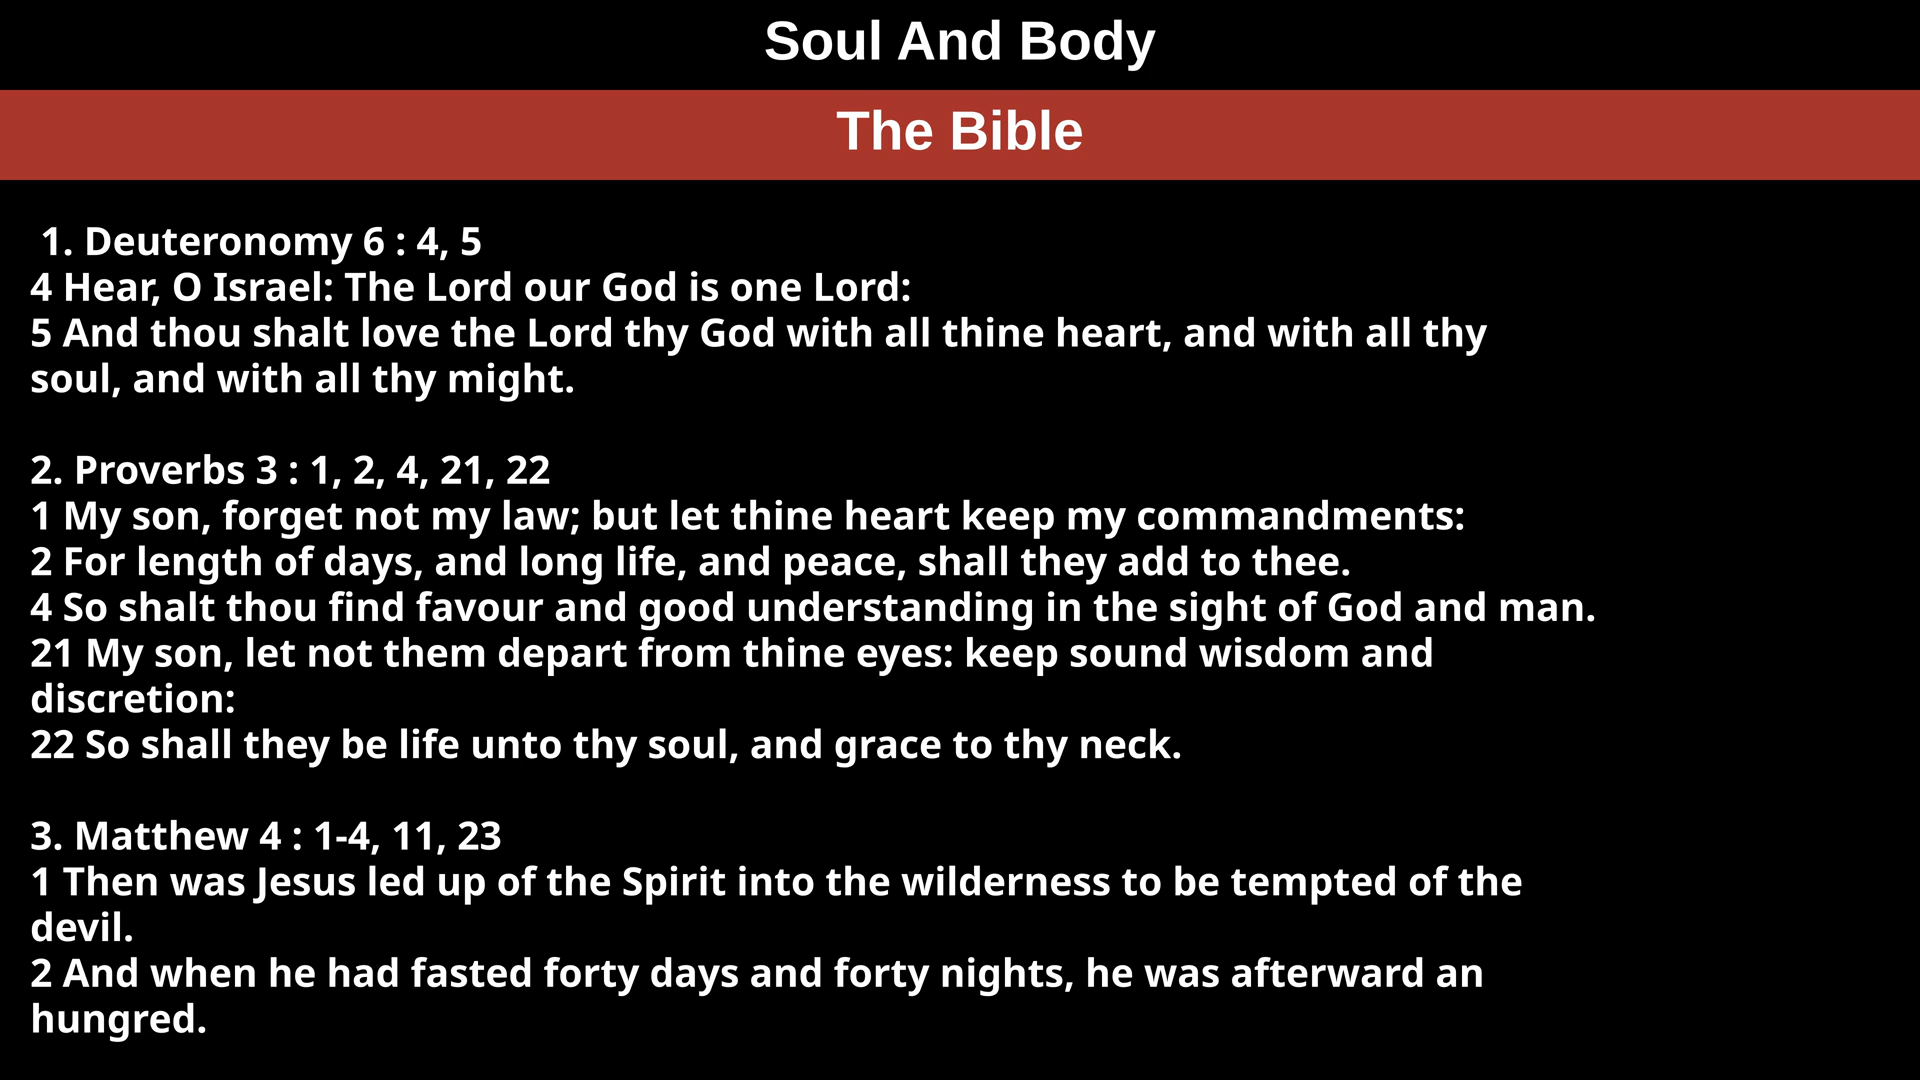 Soul And Body
The Bible
1. Deuteronomy 6 : 4, 5
4 Hear, O Israel: The Lord our God is one Lord:
5 And thou shalt love the Lord thy God with all thine heart, and with all thy
soul, and with all thy might.
2. Proverbs 3 : 1, 2, 4, 21, 22
1 My son, forget not my law; but let thine heart keep my commandments:
2 For length of days, and long life, and peace, shall they add to thee.
4 So shalt thou find favour and good understanding in the sight of God and man.
21 My son, let not them depart from thine eyes: keep sound wisdom and
discretion:
22 So shall they be life unto thy soul, and grace to thy neck.
3. Matthew 4 : 1-4, 11, 23
1 Then was Jesus led up of the Spirit into the wilderness to be tempted of the
devil.
2 And when he had fasted forty days and forty nights, he was afterward an
hungred.